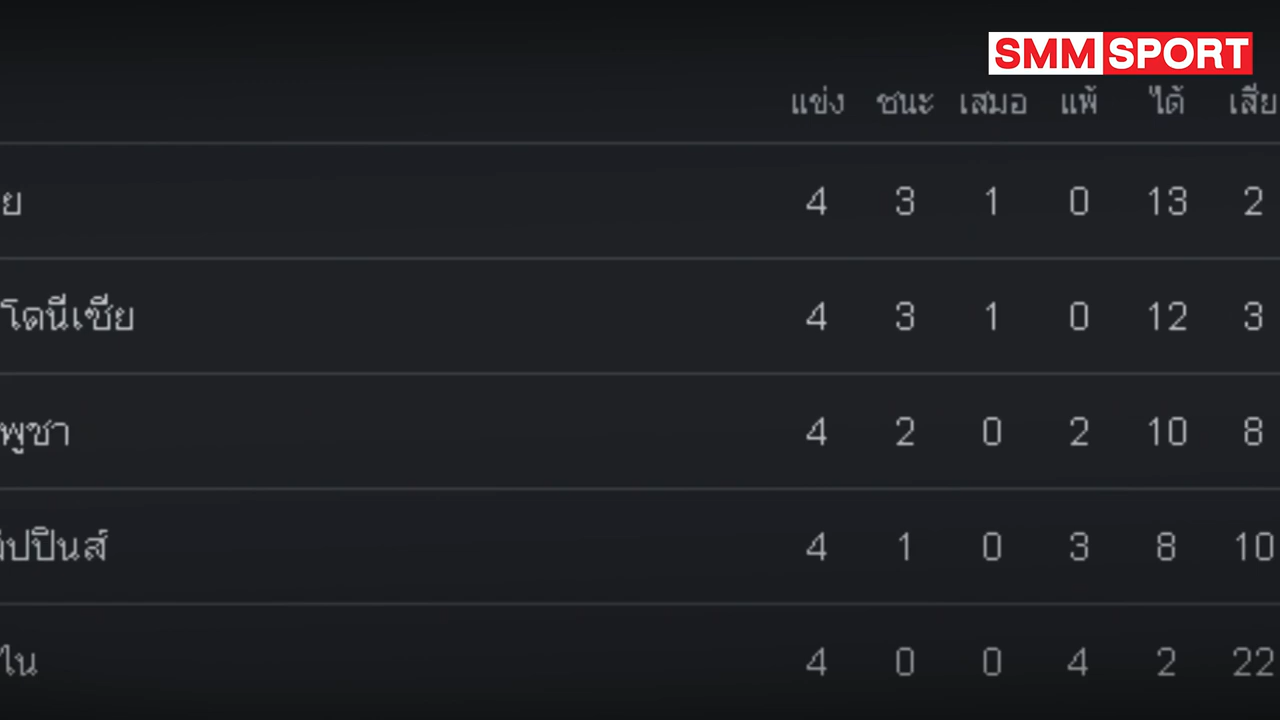 SMMSPORT
แข่ง ชนะ เสมอ แพ้ ได้ เสีย
ย 4 3 1 0 13 2
โดนีเซีย 4 3 1 0 12 3
พูชา 4 2 0 2 10 8
ิปปินส์ 4 1 0 3 8 10
ไน 4 0 0 4 2 22